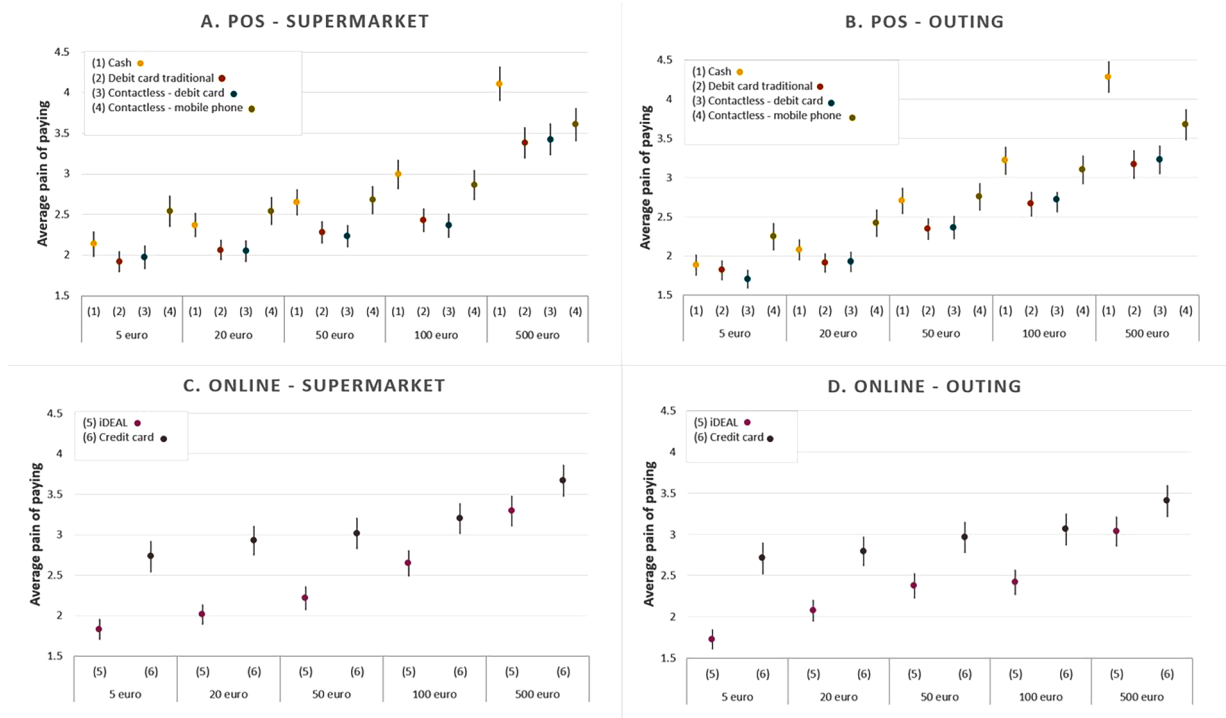 A. POS - SUPERMARKET
Average pain of paying
4.5
4
3.5
3
2.5
2
1.5
(1) Cash
(2) Debit card traditional
(3) Contactless - debit card
(4) Contactless - mobile phone
(1) (2) (3) (4) (1) (2) (3) (4) (1) (2) (3) (4) (1) (2) (3) (4) (1) (2) (3) (4)
5 euro 20 euro 50 euro 100 euro 500 euro
B. POS - OUTING
Average pain of paying
4.5
4
3.5
3
2.5
2
1.5
(1) Cash
(2) Debit card traditional
(3) Contactless - debit card
(4) Contactless - mobile phone
(1) (2) (3) (4) (1) (2) (3) (4) (1) (2) (3) (4) (1) (2) (3) (4) (1) (2) (3) (4)
5 euro 20 euro 50 euro 100 euro 500 euro
C. ONLINE - SUPERMARKET
Average pain of paying
4.5
4
3.5
3
2.5
2
1.5
(5) iDEAL
(6) Credit card
(5) (6) (5) (6) (5) (6) (5) (6) (5) (6)
5 euro 20 euro 50 euro 100 euro 500 euro
D. ONLINE - OUTING
Average pain of paying
4.5
4
3.5
3
2.5
2
1.5
(5) iDEAL
(6) Credit card
(5) (6) (5) (6) (5) (6) (5) (6) (5) (6)
5 euro 20 euro 50 euro 100 euro 500 euro